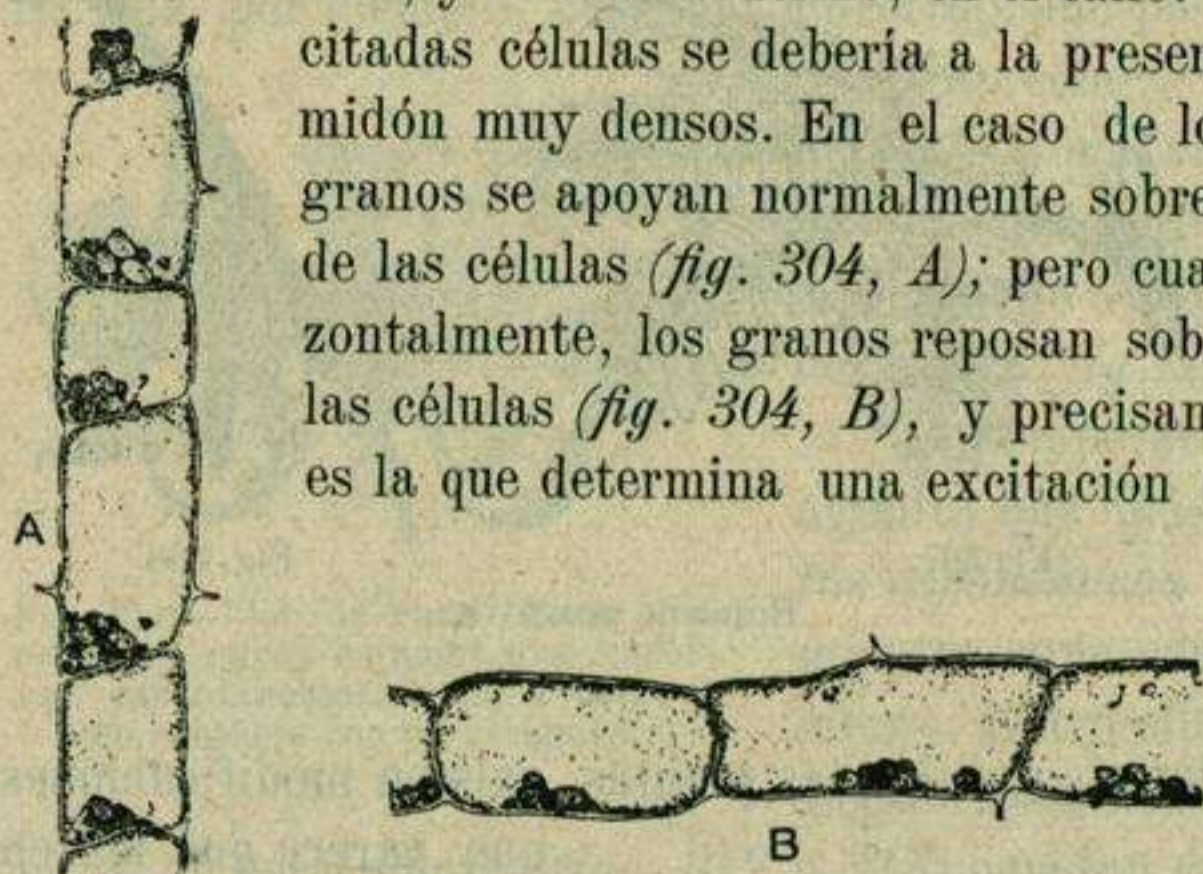 citadas células se debería a la presen
midón muy densos. En el caso de lo
granos se apoyan normalmente sobre
de las células (fig. 304, A); pero cua
zontalmente, los granos reposan sob
las células (fig. 304, B), y precisam
es la que determina una excitación
A
B